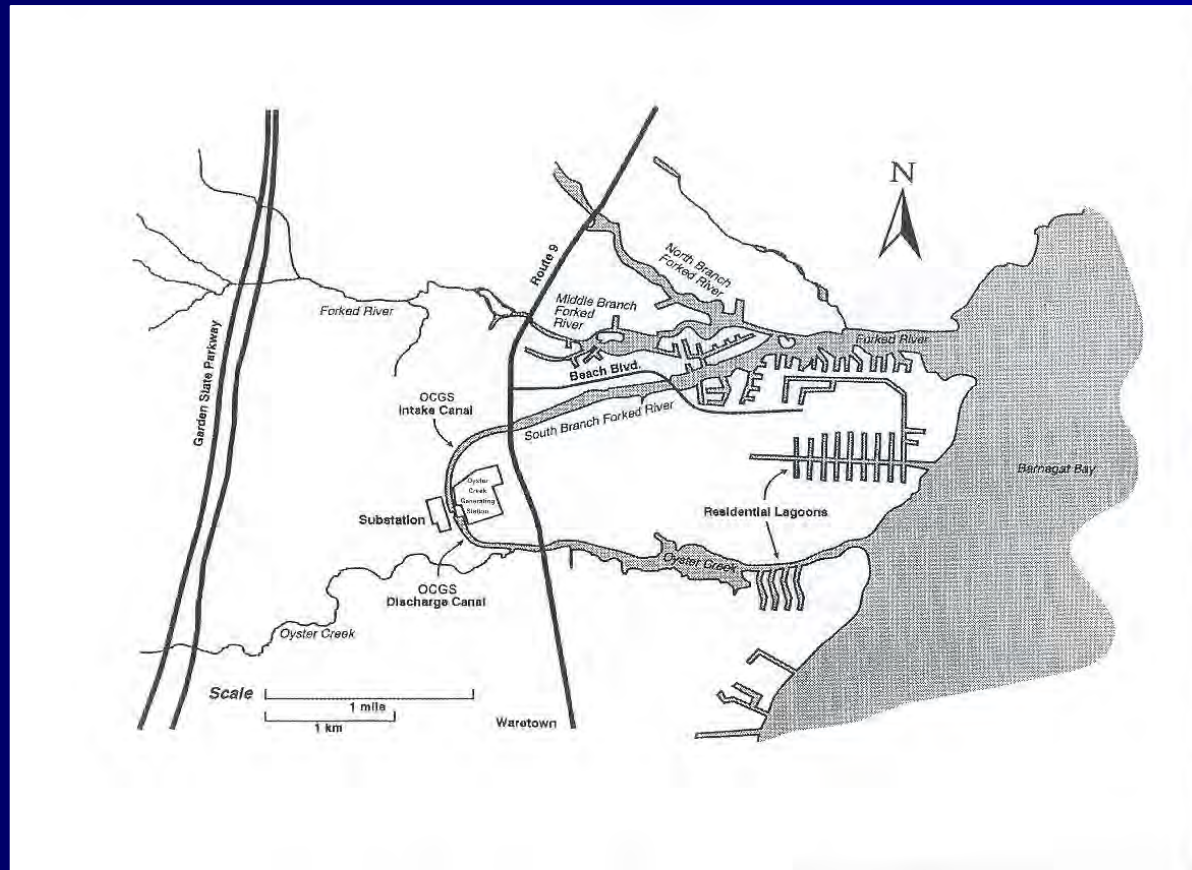 N
Route 9
North Branch
Forked River
Middle Branch
Forked
River
Forked River
Forked River
Garden State Parkway
Beach Blvd.
OCGS
Intake Canal
South Branch Forked River
Barnagat Bay
Oyster
Creek
Generating
Station
Substation
Residential Lagoons
Oyster Creek
OCGS
Discharge Canal
Oyster Creek
Scale
1 mile
1 km
Waretown